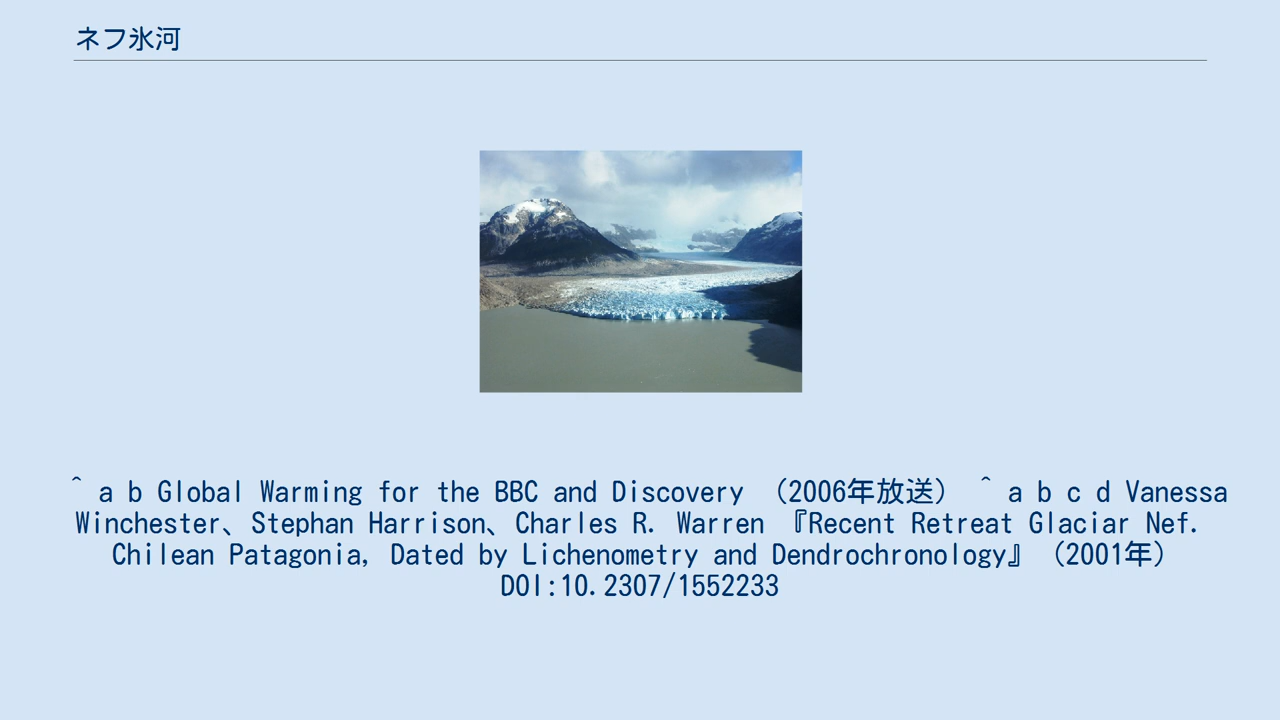 ネフ氷河
^ a b Global Warming for the BBC and Discovery （2006年放送） ^ a b c d Vanessa
Winchester、Stephan Harrison、Charles R. Warren 『Recent Retreat Glaciar Nef.
Chilean Patagonia, Dated by Lichenometry and Dendrochronology』（2001年）
DOI:10.2307/1552233